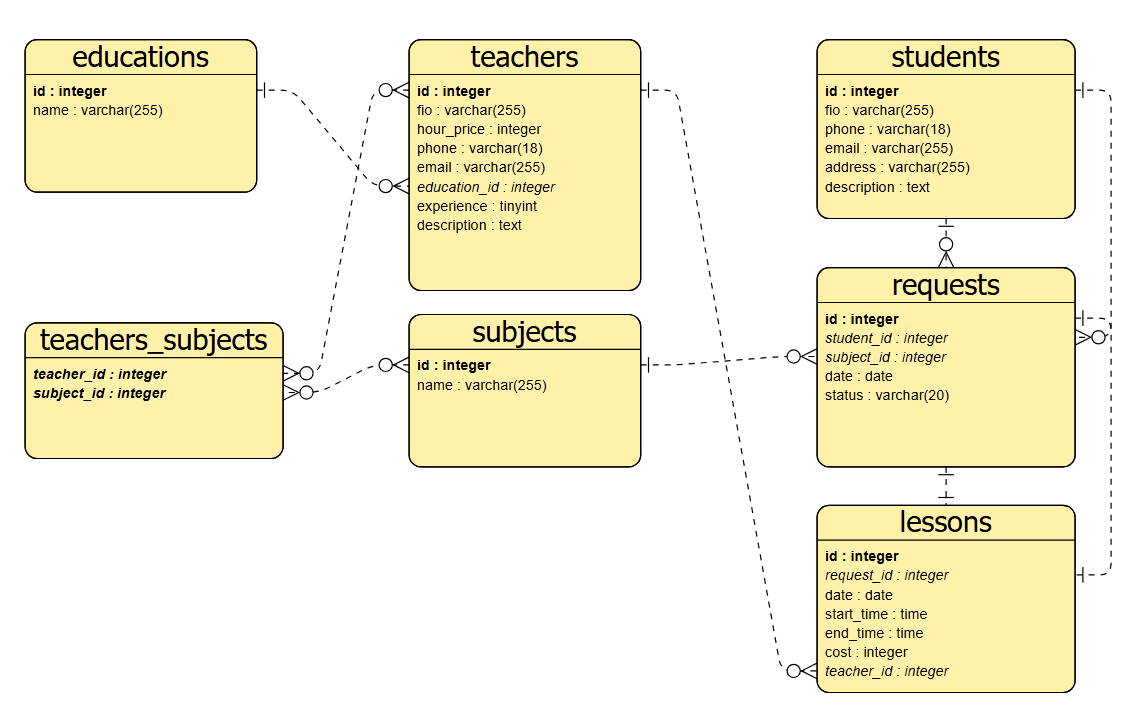 educations
id : integer
name : varchar(255)
teachers
id : integer
fio : varchar(255)
hour_price : integer
phone : varchar(18)
email : varchar(255)
education_id : integer
experience : tinyint
description : text
students
id : integer
fio : varchar(255)
phone : varchar(18)
email : varchar(255)
address : varchar(255)
description : text
teachers_subjects
teacher_id : integer
subject_id : integer
subjects
id : integer
name : varchar(255)
requests
id : integer
student_id : integer
subject_id : integer
date : date
status : varchar(20)
lessons
id : integer
request_id : integer
date : date
start_time : time
end_time : time
cost : integer
teacher_id : integer